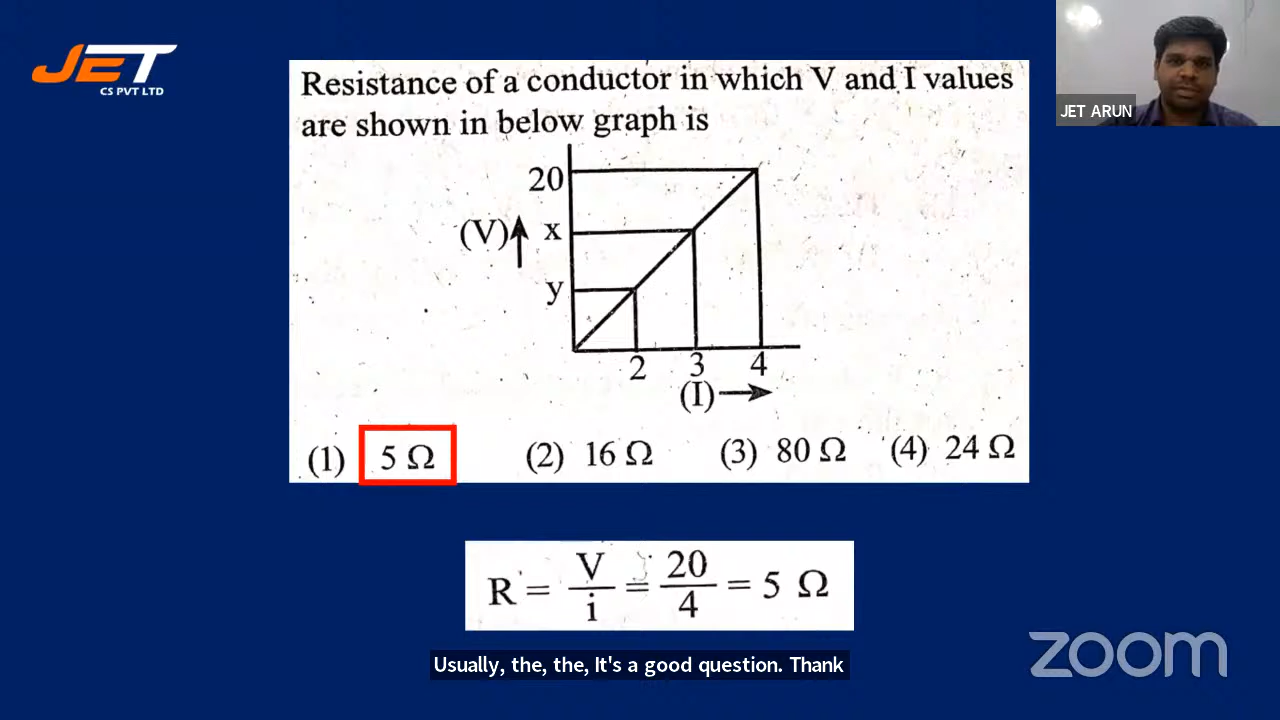 JET
CS PVT LTD
JET ARUN
Resistance of a conductor in which V and I values
are shown in below graph is
20
(V)↑ x
y
2 3 4
(I)→
(1) 5 Ω (2) 16 Ω (3) 80 Ω (4) 24 Ω
R = V/i = 20/4 = 5 Ω
Usually, the, the, It's a good question. Thank
zoom